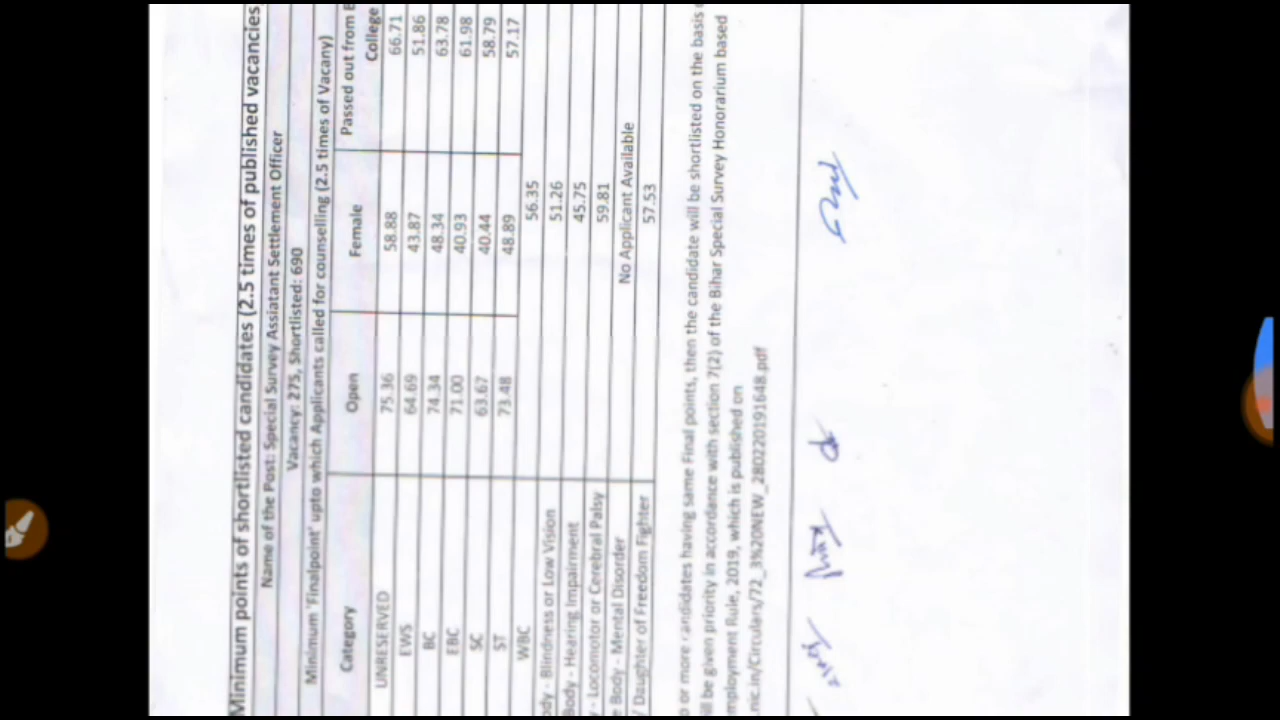 Minimum points of shortlisted candidates (2.5 times of published vacancies
Name of the Post: Special Survey Assiatant Settlement Officer
Vacancy: 275, Shortlisted: 690
Minimum 'Finalpoint' upto which Applicants called for counselling (2.5 times of Vacany)
Category Open Female Passed out from B College
UNRESERVED 75.36 58.88 66.71
EWS 64.69 43.87 51.86
BC 74.34 48.34 63.78
EBC 71.00 40.93 61.98
SC 63.67 40.44 58.79
ST 73.48 48.89 57.17
WBC 56.35
ody - Blindness or Low Vision 51.26
Body - Hearing Impairment 45.75
y - Locomotor or Cerebral Palsy 59.81
e Body - Mental Disorder No Applicant Available
/ Daughter of Freedom Fighter 57.53
o or more candidates having same Final points, then the candidate will be shortlisted on the basis
ill be given priority in accordance with section 7(2) of the Bihar Special Survey Honorarium based
mployment Rule, 2019, which is published on
.nic.in/Circulars/72_3%20NEW_280220191648.pdf